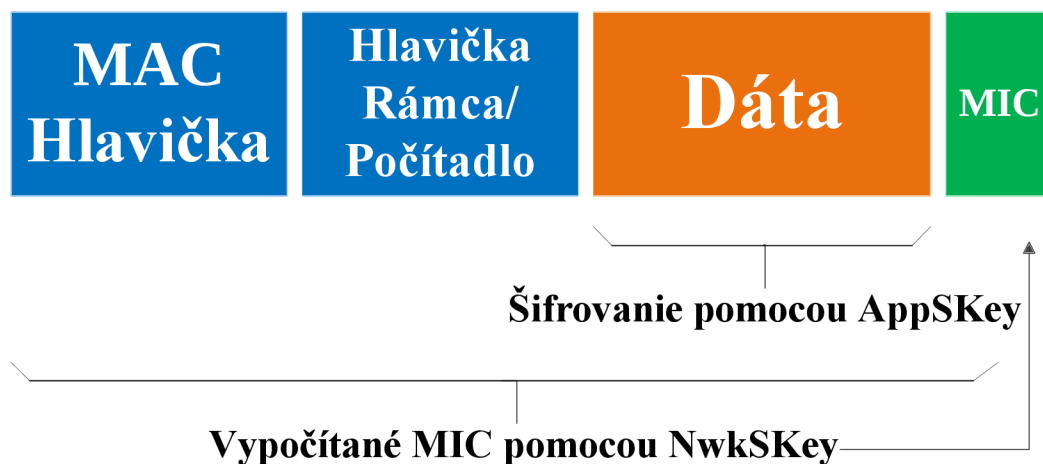 MAC
Hlavička
Hlavička
Rámca/
Počítadlo
Dáta
MIC
Šifrovanie pomocou AppSKey
Vypočítané MIC pomocou NwkSKey